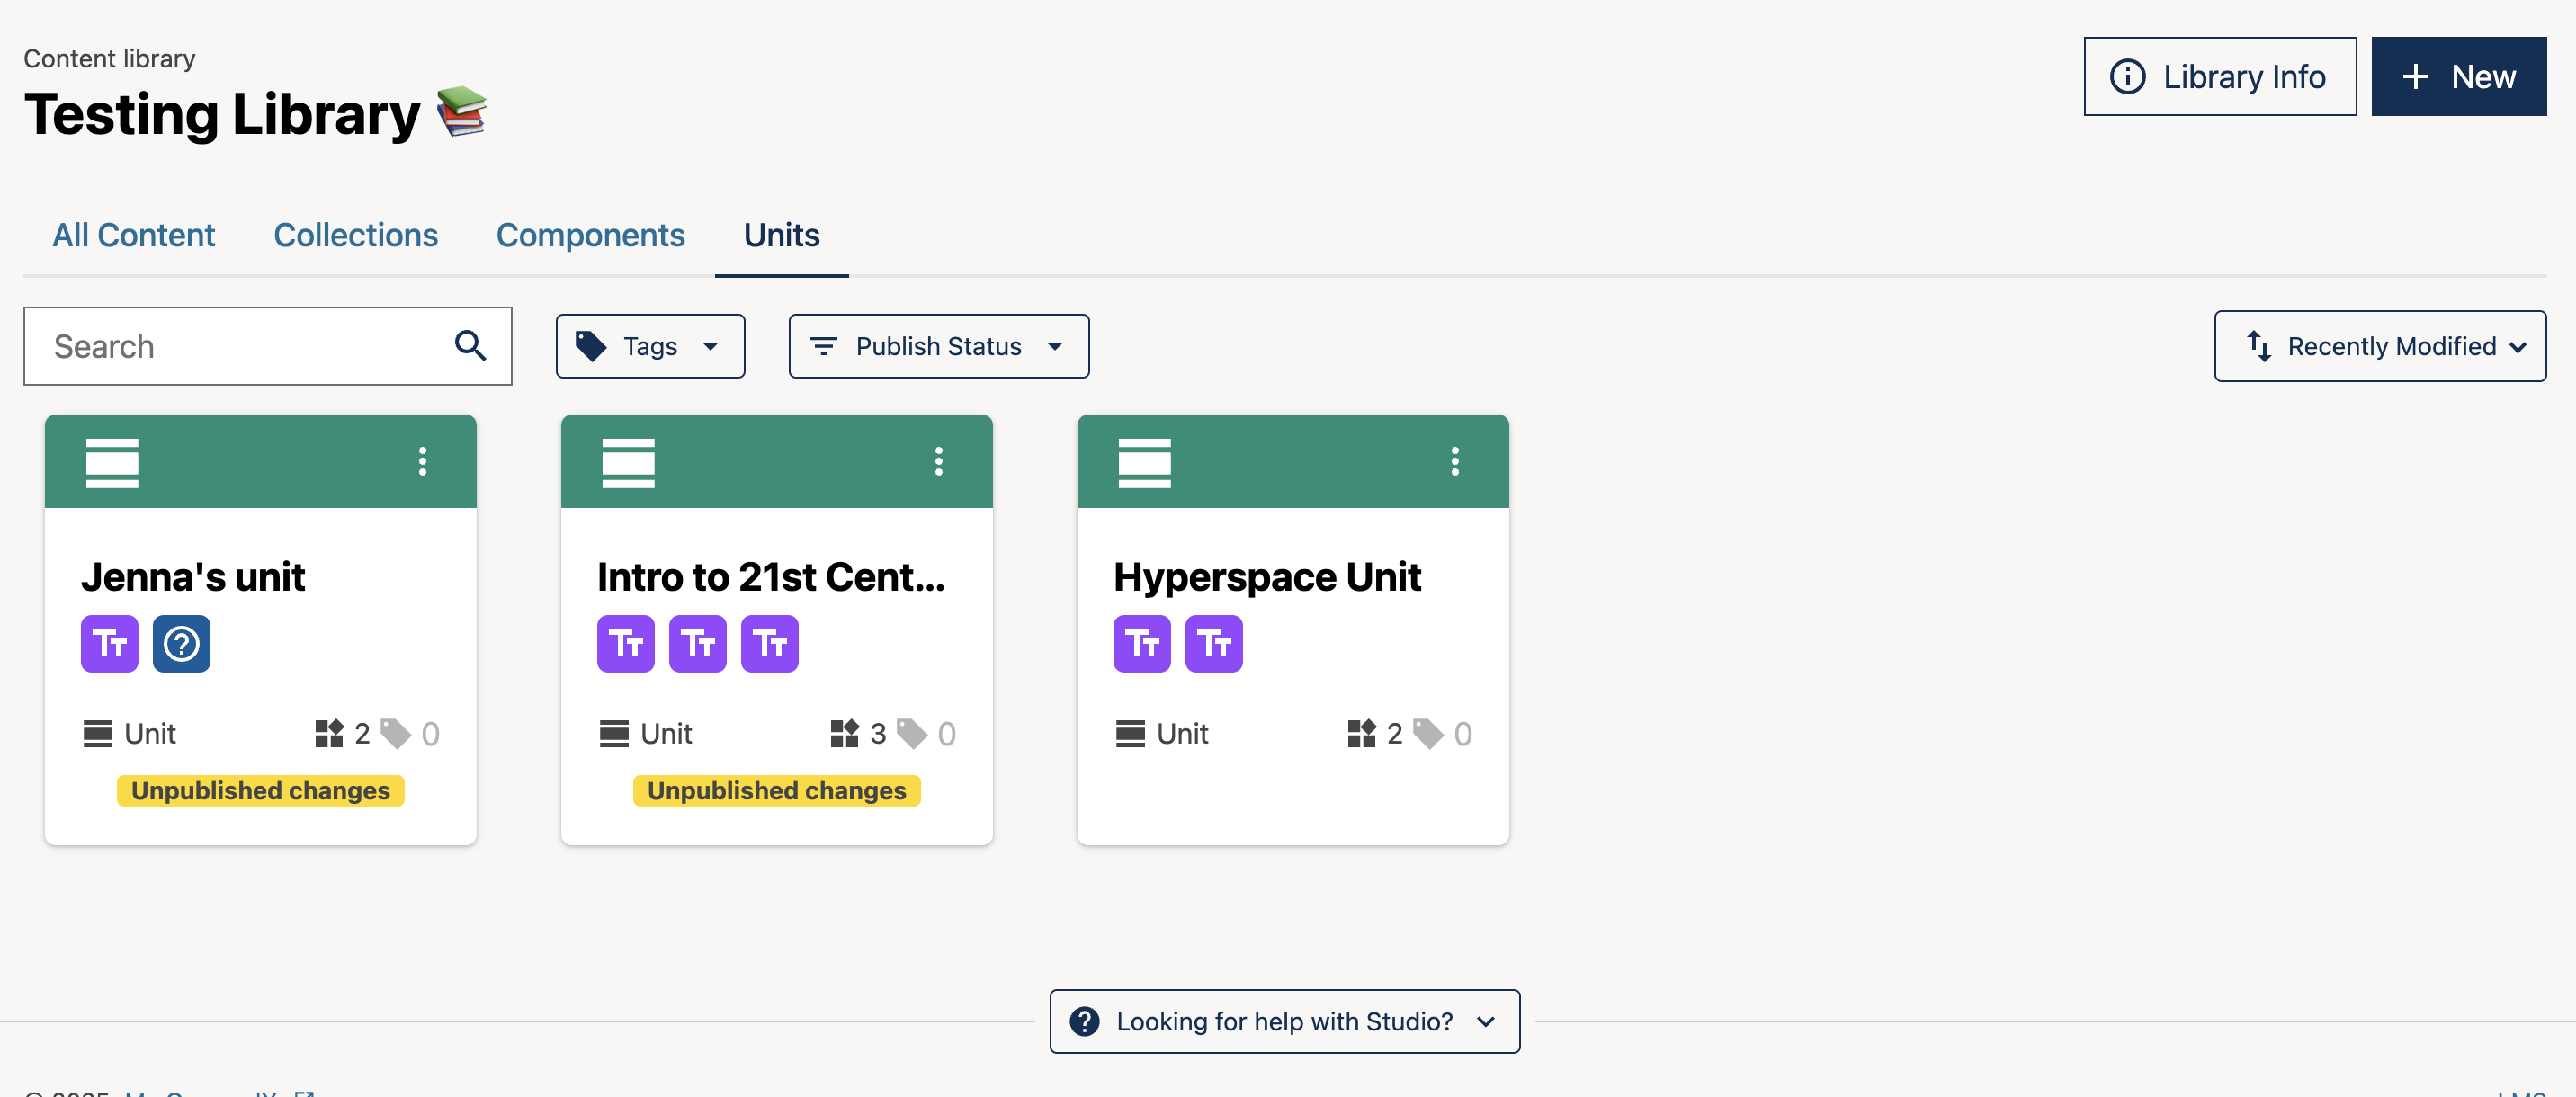 Content library
Testing Library 📚
Library Info
+ New
All Content
Collections
Components
Units
Search
Tags
Publish Status
Recently Modified
Jenna's unit
Unit
2
0
Unpublished changes
Intro to 21st Cent...
Unit
3
0
Unpublished changes
Hyperspace Unit
Unit
2
0
Looking for help with Studio?
© 2025
LMS